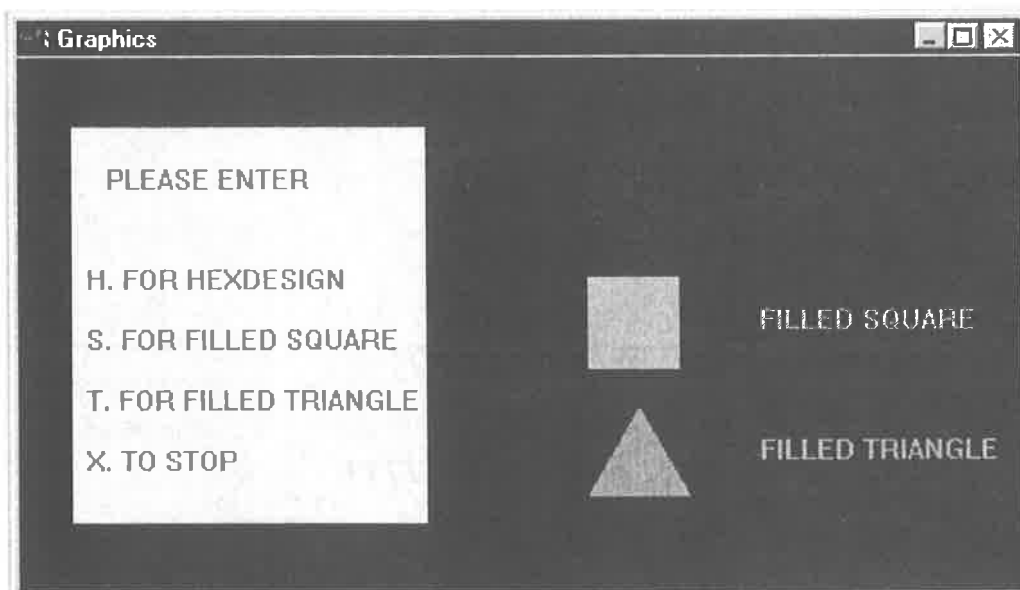 Graphics
PLEASE ENTER
H. FOR HEXDESIGN
S. FOR FILLED SQUARE
T. FOR FILLED TRIANGLE
X. TO STOP
FILLED SQUARE
FILLED TRIANGLE